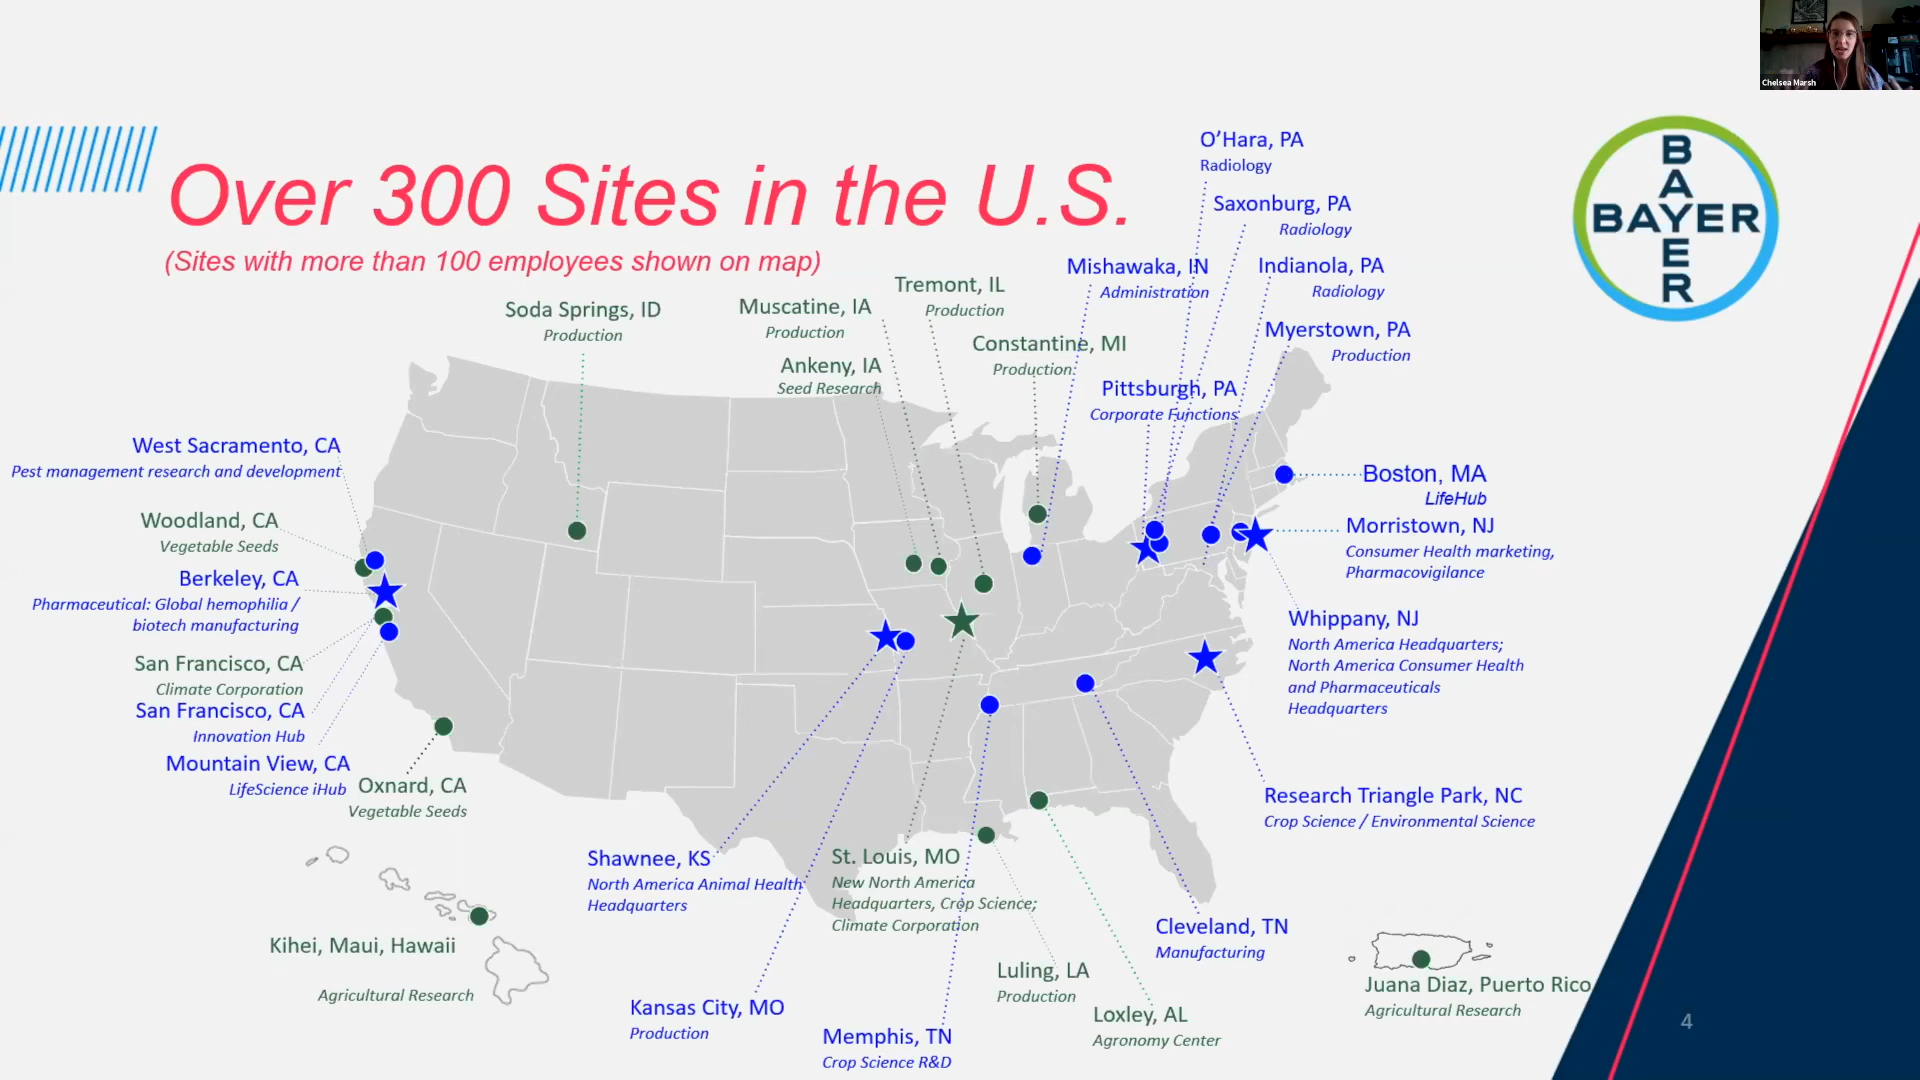 Chelsea Marsh
Over 300 Sites in the U.S.
(Sites with more than 100 employees shown on map)
BAYER
BAYER
O’Hara, PA
Radiology
Saxonburg, PA
Radiology
Mishawaka, IN
Administration
Indianola, PA
Radiology
Tremont, IL
Production
Muscatine, IA
Production
Soda Springs, ID
Production
Constantine, MI
Production
Myerstown, PA
Production
Ankeny, IA
Seed Research
Pittsburgh, PA
Corporate Functions
West Sacramento, CA
Pest management research and development
Boston, MA
LifeHub
Woodland, CA
Vegetable Seeds
Morristown, NJ
Consumer Health marketing,
Pharmacovigilance
Berkeley, CA
Pharmaceutical: Global hemophilia /
biotech manufacturing
Whippany, NJ
North America Headquarters;
North America Consumer Health
and Pharmaceuticals
Headquarters
San Francisco, CA
Climate Corporation
San Francisco, CA
Innovation Hub
Mountain View, CA
LifeScience iHub
Oxnard, CA
Vegetable Seeds
Research Triangle Park, NC
Crop Science / Environmental Science
Shawnee, KS
North America Animal Health
Headquarters
St. Louis, MO
New North America
Headquarters, Crop Science;
Climate Corporation
Cleveland, TN
Manufacturing
Kihei, Maui, Hawaii
Agricultural Research
Luling, LA
Production
Juana Diaz, Puerto Rico
Agricultural Research
Kansas City, MO
Production
Loxley, AL
Agronomy Center
Memphis, TN
Crop Science R&D
4